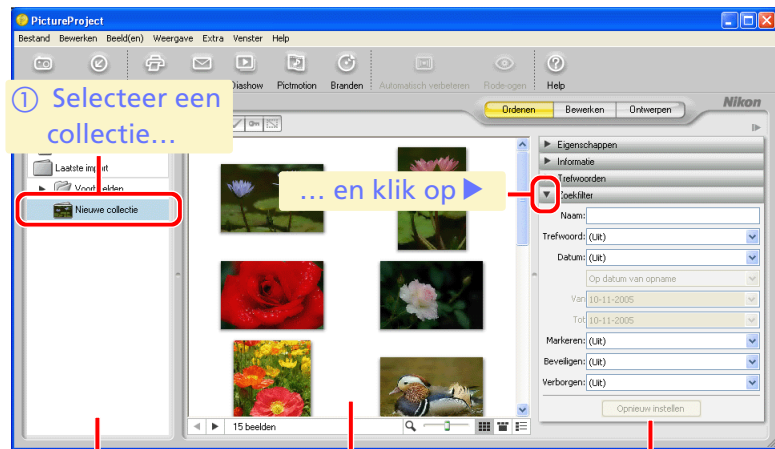 PictureProject
Bestand Bewerken Beeld(en) Weergave Extra Venster Help
Diashow Pictmotion Branden Automatisch verbeteren Rode-ogen Help
① Selecteer een
collectie...
Ordenen Bewerken Ontwerpen Nikon
Eigenschappen
Informatie
Trefwoorden
Zoekfilter
... en klik op ▶
Laatste import
Voorbeelden
Nieuwe collectie
Naam:
Trefwoord: (Uit)
Datum: (Uit)
Op datum van opname
Van 10-11-2005
Tot 10-11-2005
Markeren: (Uit)
Beveiligen: (Uit)
Verborgen: (Uit)
Opnieuw instellen
15 beelden